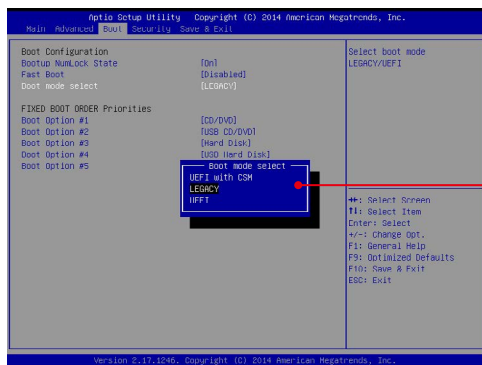 Aptio Setup Utility Copyright (C) 2014 American Megatrends, Inc.
Main Advanced Boot Security Save & Exit
Boot Configuration
Bootup NumLock State [On]
Fast Boot [Disabled]
Boot mode select [LEGACY]
FIXED BOOT ORDER Priorities
Boot Option #1 [CD/DVD]
Boot Option #2 [USB CD/DVD]
Boot Option #3 [Hard Disk]
Boot Option #4 [USB Hard Disk]
Boot Option #5
Boot mode select
UEFI with CSM
LEGACY
UEFI
Select boot mode
LEGACY/UEFI
: Select Screen
↑↓: Select Item
Enter: Select
+/-: Change Opt.
F1: General Help
F9: Optimized Defaults
F10: Save & Exit
ESC: Exit
Version 2.17.1246. Copyright (C) 2014 American Megatrends, Inc.